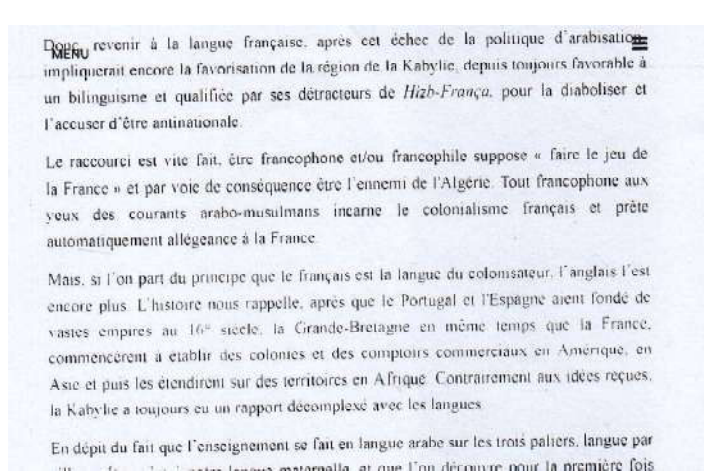 Donc, revenir à la langue française, après cet échec de la politique d'arabisation,
MENU
impliquerait encore la favorisation de la région de la Kabylie, depuis toujours favorable à
un bilinguisme et qualifiée par ses détracteurs de Hizb-França, pour la diaboliser et
l'accuser d'être antinationale.
Le raccourci est vite fait, être francophone et/ou francophile suppose « faire le jeu de
la France » et par voie de conséquence être l'ennemi de l'Algérie. Tout francophone aux
yeux des courants arabo-musulmans incarne le colonialisme français et prête
automatiquement allégeance à la France.
Mais, si l'on part du principe que le français est la langue du colonisateur, l'anglais l'est
encore plus. L'histoire nous rappelle, après que le Portugal et l'Espagne aient fondé de
vastes empires au 16e siècle, la Grande-Bretagne en même temps que la France,
commencèrent à établir des colonies et des comptoirs commerciaux en Amérique, en
Asie et puis les étendirent sur des territoires en Afrique. Contrairement aux idées reçues,
la Kabylie a toujours eu un rapport décomplexé avec les langues.
En dépit du fait que l'enseignement se fait en langue arabe sur les trois paliers, langue par
langue maternelle, et que l'on découvre pour la première fois